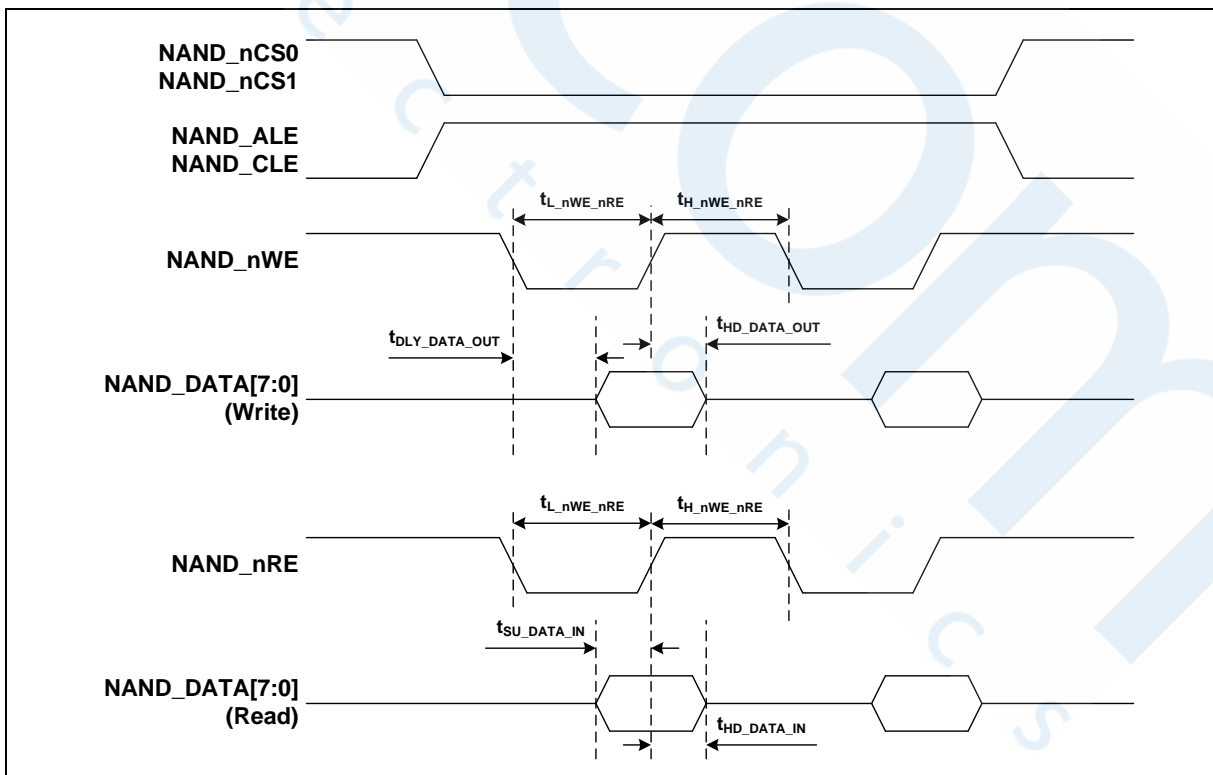 NAND_nCS0
NAND_nCS1
NAND_ALE
NAND_CLE
tL_nWE_nRE tH_nWE_nRE
NAND_nWE
tDLY_DATA_OUT tHD_DATA_OUT
NAND_DATA[7:0]
(Write)
tL_nWE_nRE tH_nWE_nRE
NAND_nRE
tSU_DATA_IN
NAND_DATA[7:0]
(Read)
tHD_DATA_IN